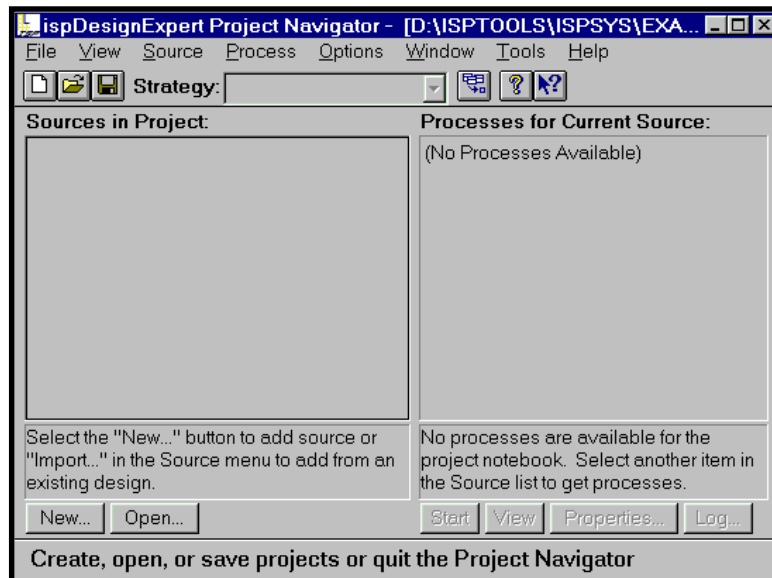 ispDesignExpert Project Navigator - [D:\ISPTOOLS\ISPSYS\EXA...
File View Source Process Options Window Tools Help
Strategy:
Sources in Project:
Processes for Current Source:
(No Processes Available)
Select the "New..." button to add source or
"Import..." in the Source menu to add from an
existing design.
No processes are available for the
project notebook. Select another item in
the Source list to get processes.
New... Open...
Start View Properties... Log...
Create, open, or save projects or quit the Project Navigator